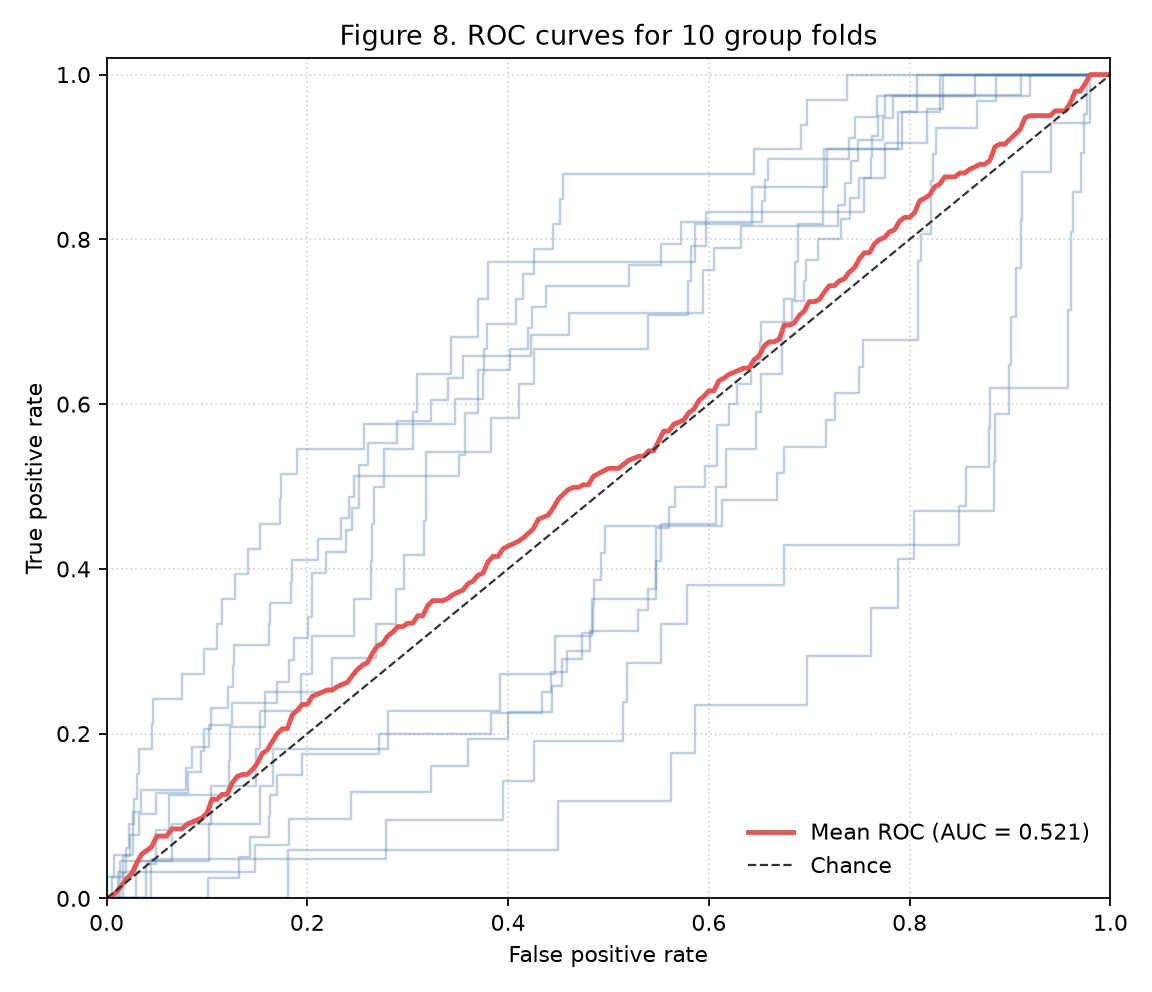 Figure 8. ROC curves for 10 group folds
1.0
0.8
0.6
0.4
0.2
0.0
True positive rate
Mean ROC (AUC = 0.521)
Chance
0.0 0.2 0.4 0.6 0.8 1.0
False positive rate